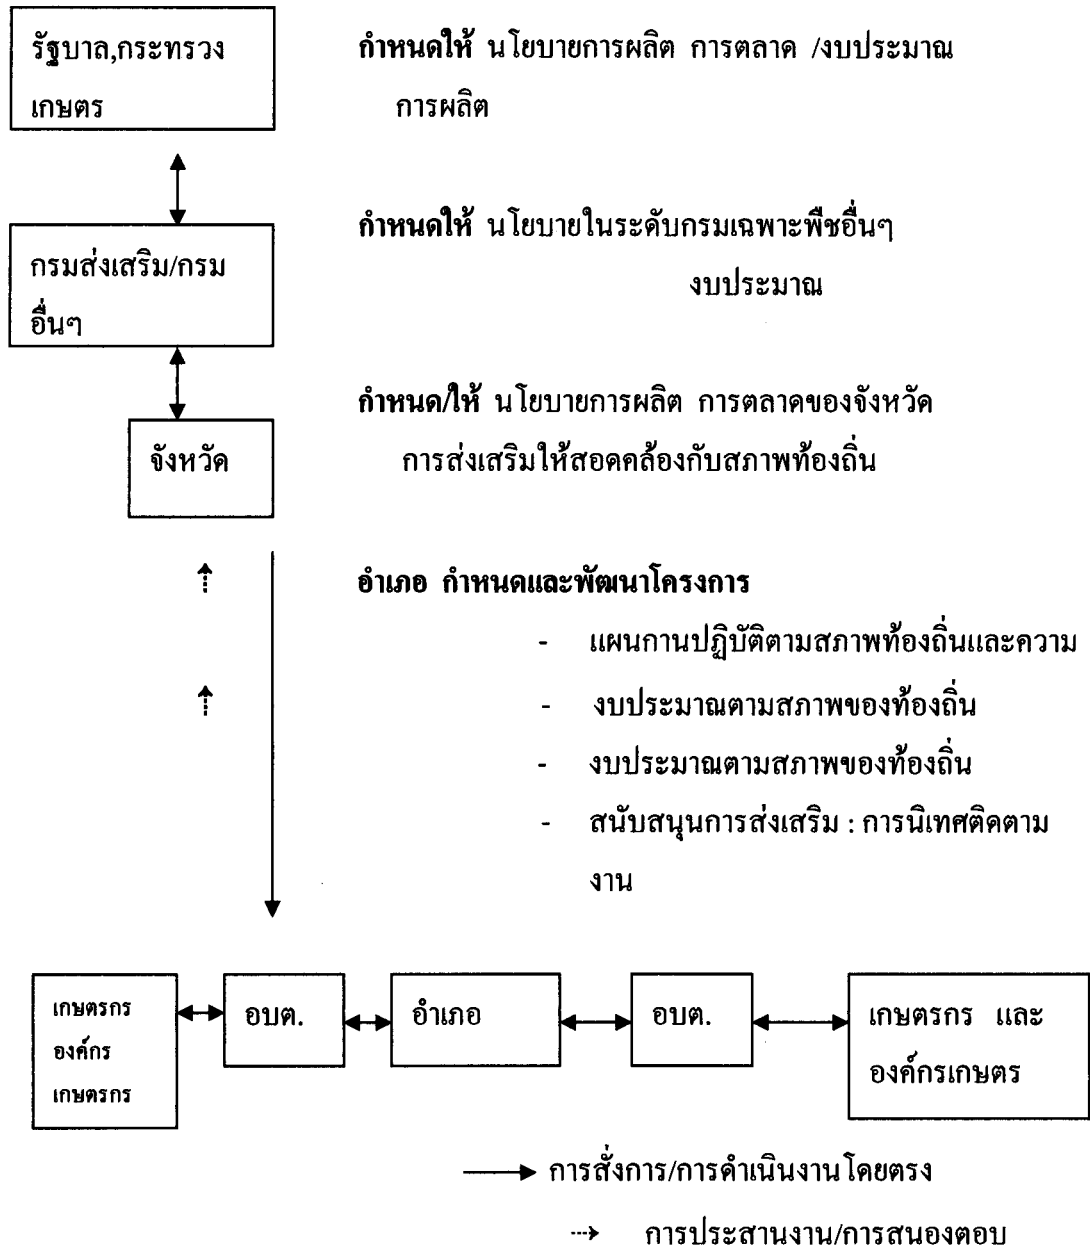 รัฐบาล,กระทรวง
เกษตร
กำหนดให้ นโยบายการผลิต การตลาด /งบประมาณ
การผลิต
กรมส่งเสริม/กรม
อื่นๆ
กำหนดให้ นโยบายในระดับกรมเฉพาะพืชอื่นๆ
งบประมาณ
จังหวัด
กำหนด/ให้ นโยบายการผลิต การตลาดของจังหวัด
การส่งเสริมให้สอดคล้องกับสภาพท้องถิ่น
อำเภอ กำหนดและพัฒนาโครงการ
- แผนกานปฏิบัติตามสภาพท้องถิ่นและความ
- งบประมาณตามสภาพของท้องถิ่น
- งบประมาณตามสภาพของท้องถิ่น
- สนับสนุนการส่งเสริม : การนิเทศติดตาม
งาน
เกษตรกร
องค์กร
เกษตรกร
อบต.
อำเภอ
อบต.
เกษตรกร และ
องค์กรเกษตร
การสั่งการ/การดำเนินงานโดยตรง
การประสานงาน/การสนองตอบ